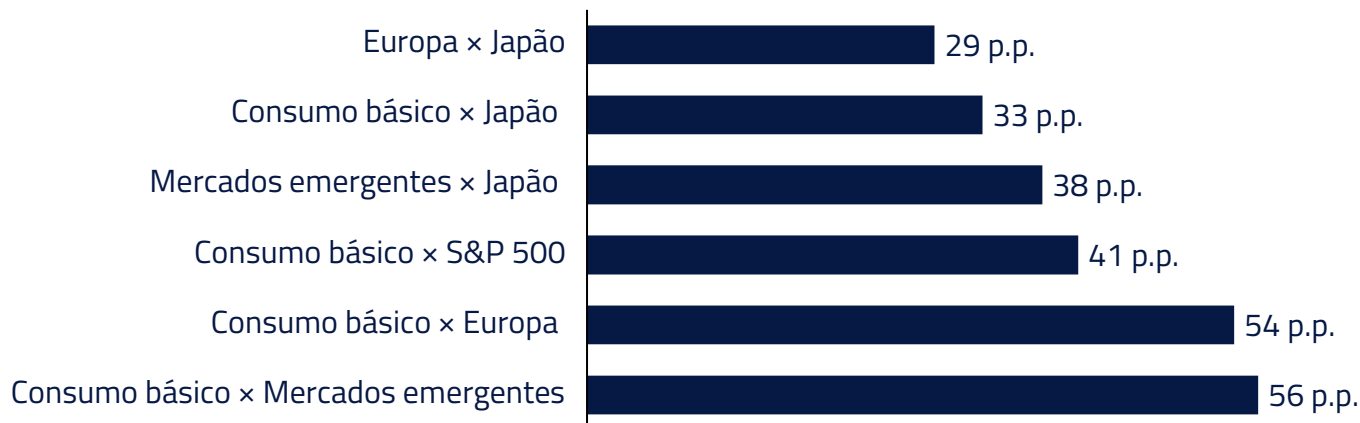 Europa × Japão 29 p.p.
Consumo básico × Japão 33 p.p.
Mercados emergentes × Japão 38 p.p.
Consumo básico × S&P 500 41 p.p.
Consumo básico × Europa 54 p.p.
Consumo básico × Mercados emergentes 56 p.p.